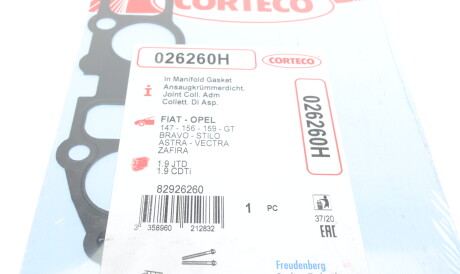 CORTECO
026260H
CORTECO
In Manifold Gasket
Ansaugkrümmerdicht.
Joint Coll. Adm
Collett. Di Asp.
i
026260H
FIAT - OPEL
147 - 156 - 159 - GT
BRAVO - STILO
ASTRA - VECTRA
ZAFIRA
1.9 JTD
1.9 CDTi
82926260
1 PC
37/20
EAC
3 358960 212832
Freudenberg